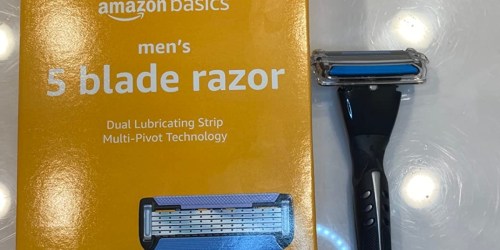 amazon basics
men's
5 blade razor
Dual Lubricating Strip
Multi-Pivot Technology